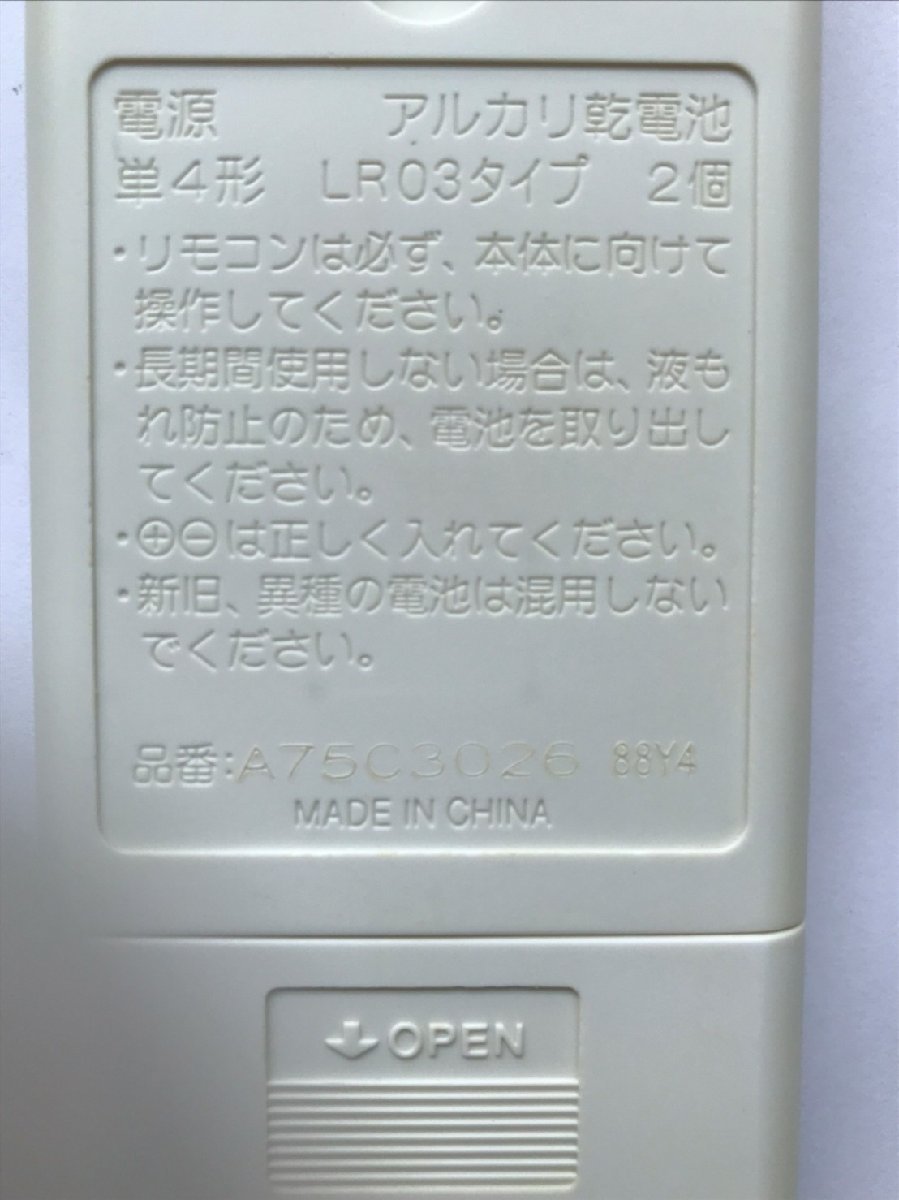 電源 アルカリ乾電池
単4形 LR03タイプ 2個
・リモコンは必ず、本体に向けて
操作してください。
・長期間使用しない場合は、液も
れ防止のため、電池を取り出し
てください。
・⊕⊖は正しく入れてください。
・新旧、異種の電池は混用しない
でください。
品番:A75C3026 88Y4
MADE IN CHINA
↓OPEN